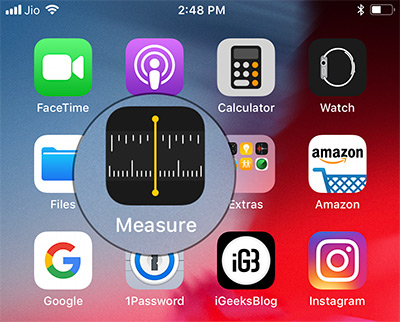 Jio 2:48 PM
FaceTime Calculator Watch
Files Measure Extras amazon Amazon
Google 1Password iGB iGeeksBlog Instagram